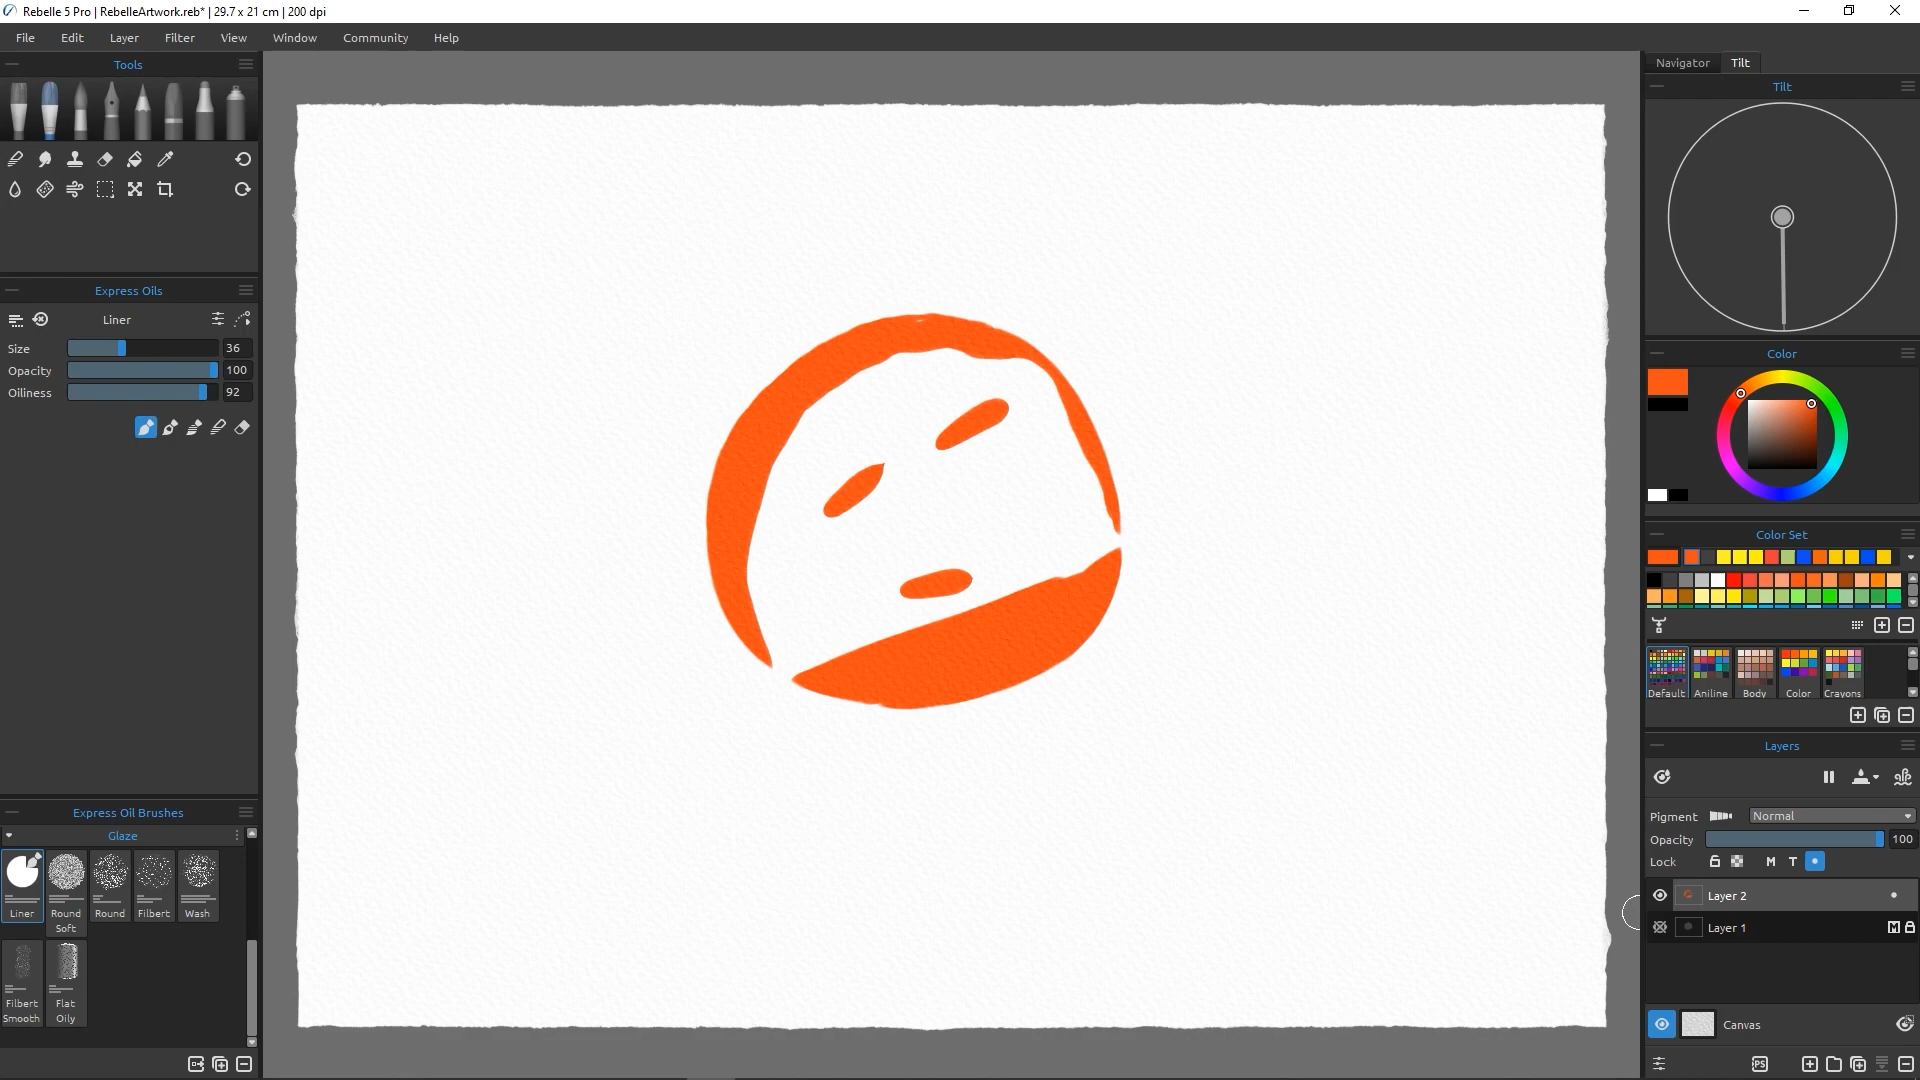 Rebelle 5 Pro | RebelleArtwork.reb* | 29.7 x 21 cm | 200 dpi
File Edit Layer Filter View Window Community Help
Tools
Express Oils
Liner
Size 36
Opacity 100
Oiliness 92
Express Oil Brushes
Glaze
Liner Round Soft Round Filbert Wash
Filbert Smooth Flat Oily
Navigator Tilt
Tilt
Color
Color Set
Default Aniline Body Color Crayons
Layers
Pigment Normal
Opacity 100
Lock M T
Layer 2
Layer 1 M
Canvas
PS